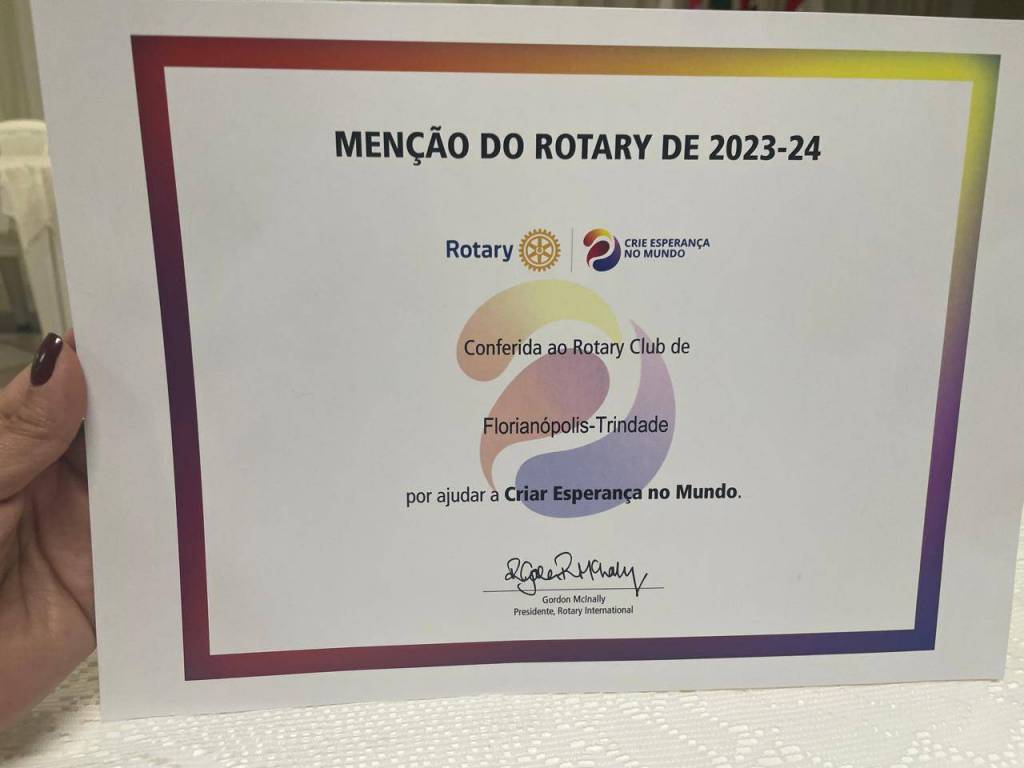 MENÇÃO DO ROTARY DE 2023-24
Rotary
CRIE ESPERANÇA
NO MUNDO
Conferida ao Rotary Club de
Florianópolis-Trindade
por ajudar a Criar Esperança no Mundo.
Gordon McInally
Presidente, Rotary International